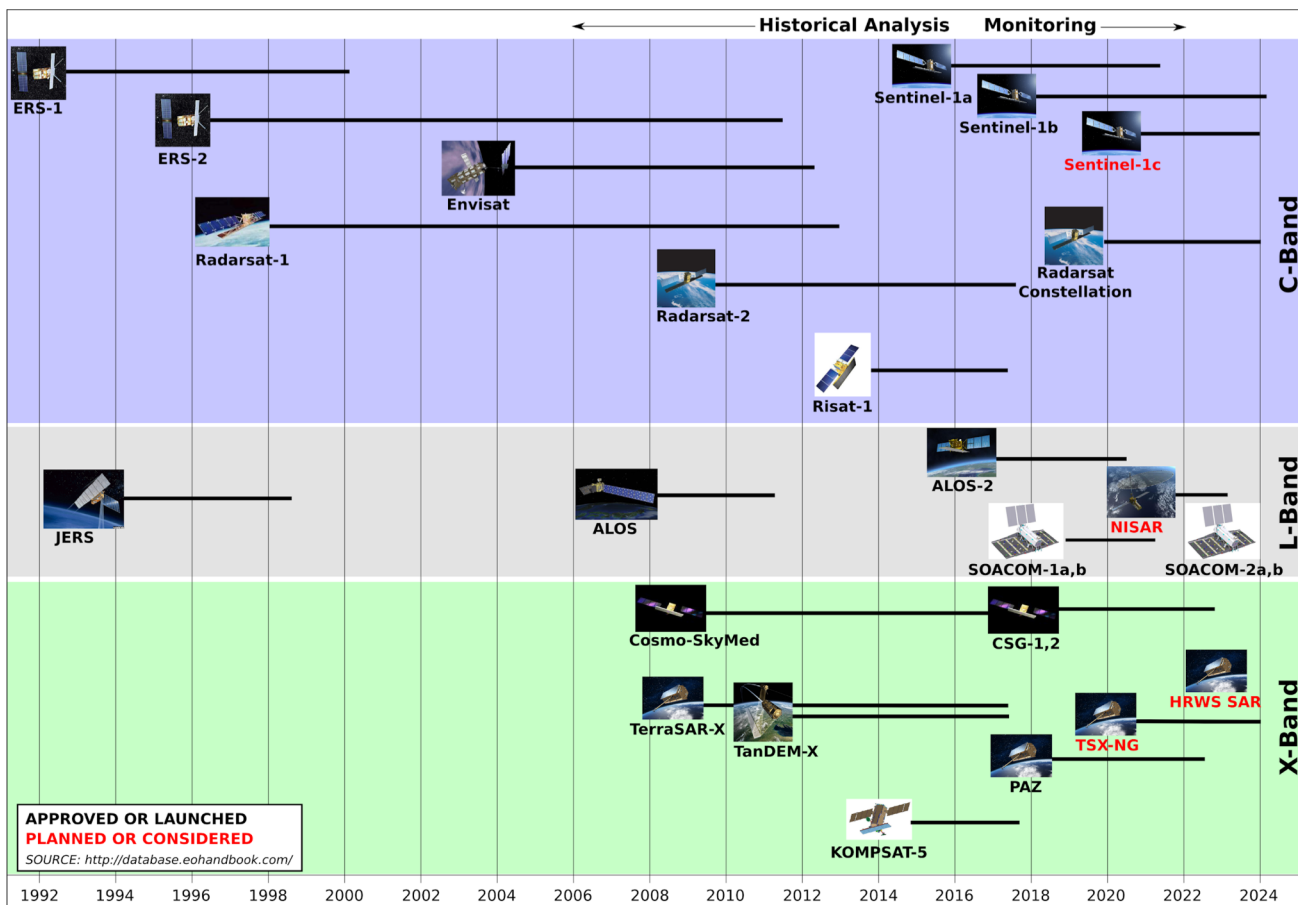 Historical Analysis Monitoring
ERS-1
Sentinel-1a
Sentinel-1b
ERS-2
Sentinel-1c
Envisat
Radarsat-1
Radarsat
Constellation
Radarsat-2
Risat-1
C-Band
ALOS-2
JERS
ALOS
NISAR
SOACOM-1a,b
SOACOM-2a,b
L-Band
Cosmo-SkyMed
CSG-1,2
HRWS SAR
TerraSAR-X
TanDEM-X
TSX-NG
PAZ
KOMPSAT-5
X-Band
APPROVED OR LAUNCHED
PLANNED OR CONSIDERED
SOURCE: http://database.eohandbook.com/
1992 1994 1996 1998 2000 2002 2004 2006 2008 2010 2012 2014 2016 2018 2020 2022 2024